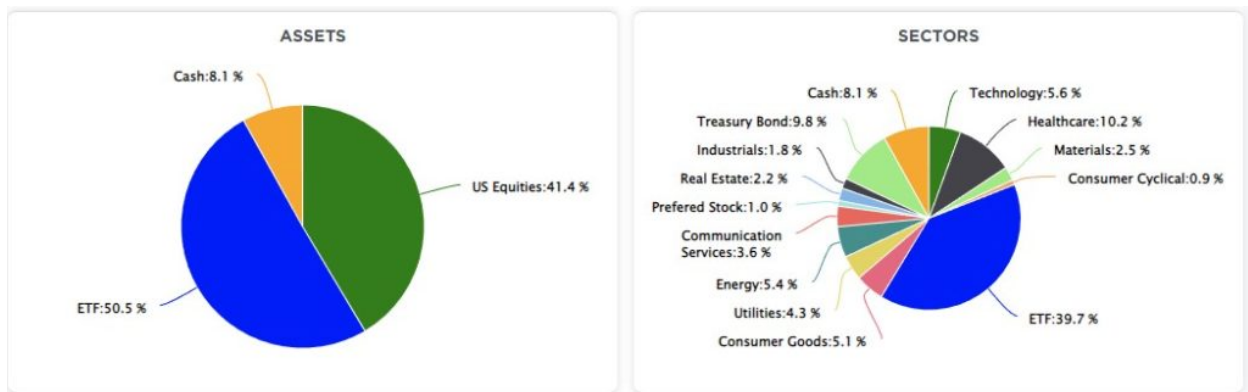 ASSETS
Cash:8.1 %
US Equities:41.4 %
ETF:50.5 %
SECTORS
Cash:8.1 %
Technology:5.6 %
Treasury Bond:9.8 %
Healthcare:10.2 %
Industrials:1.8 %
Materials:2.5 %
Real Estate:2.2 %
Consumer Cyclical:0.9 %
Prefered Stock:1.0 %
Communication
Services:3.6 %
Energy:5.4 %
Utilities:4.3 %
ETF:39.7 %
Consumer Goods:5.1 %